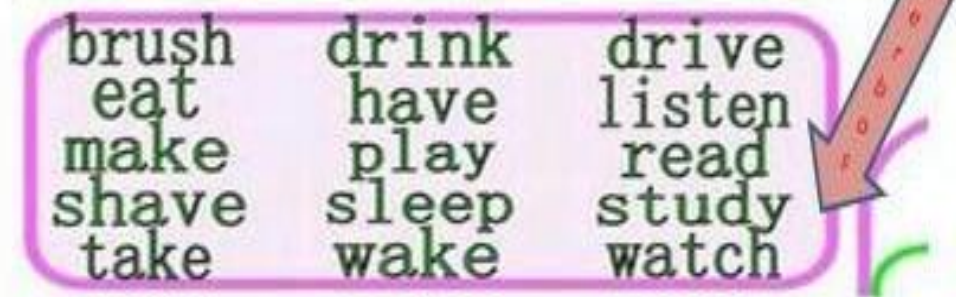 brush drink drive
eat have listen
make play read
shave sleep study
take wake watch